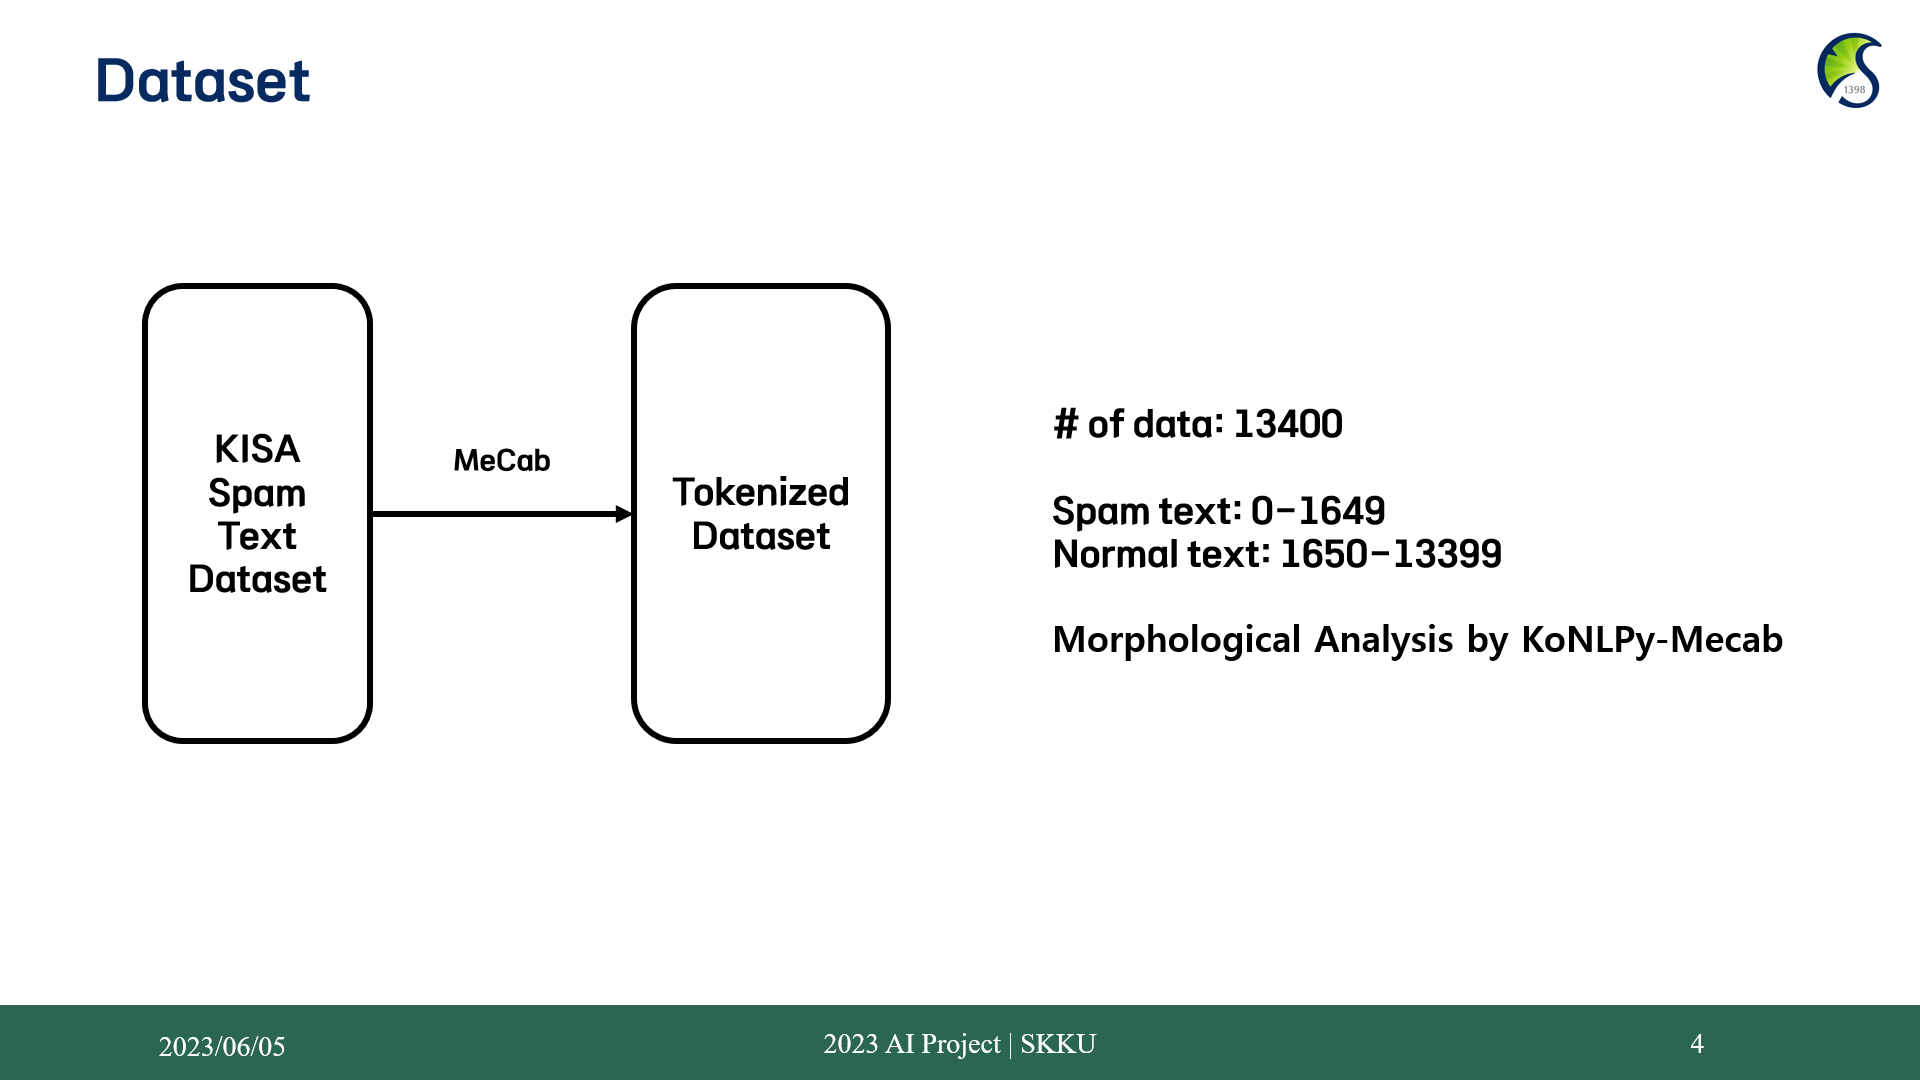 Dataset
1398
KISA
Spam
Text
Dataset
MeCab
Tokenized
Dataset
# of data: 13400
Spam text: 0-1649
Normal text: 1650-13399
Morphological Analysis by KoNLPy-Mecab
2023/06/05
2023 AI Project | SKKU
4